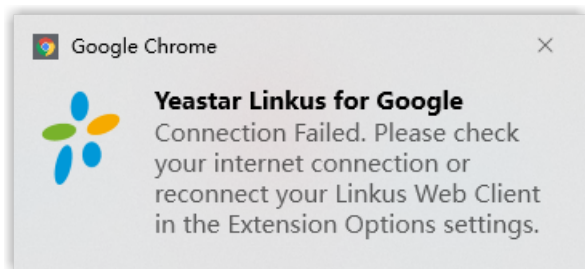 Google Chrome
Yeastar Linkus for Google
Connection Failed. Please check
your internet connection or
reconnect your Linkus Web Client
in the Extension Options settings.